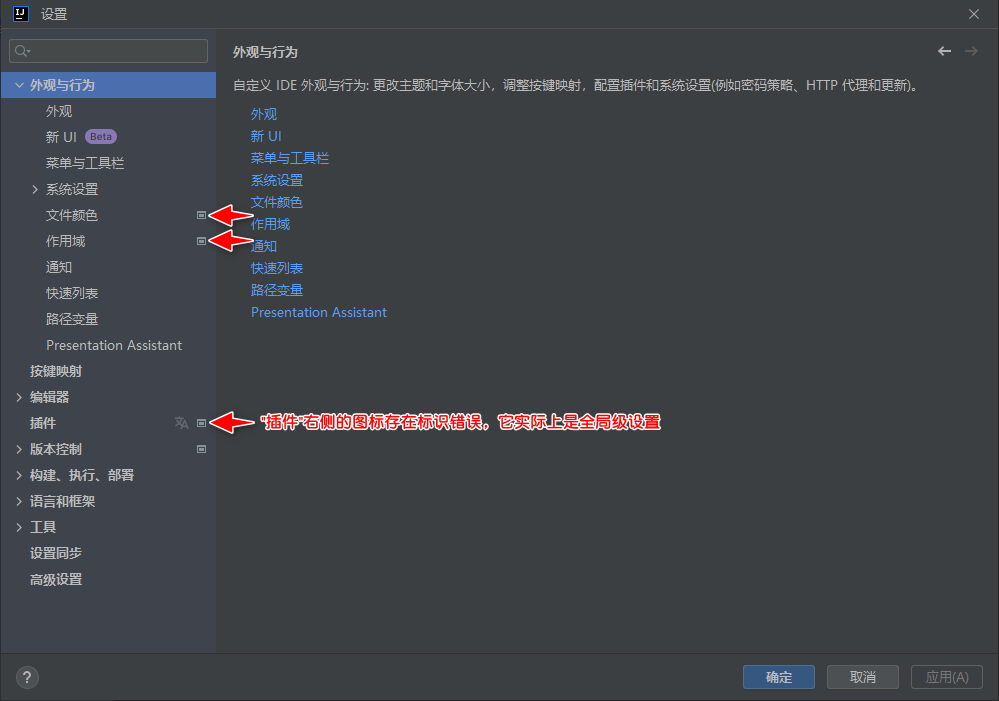 设置
外观与行为
外观
新 UI Beta
菜单与工具栏
系统设置
文件颜色
作用域
通知
快速列表
路径变量
Presentation Assistant
按键映射
编辑器
插件
版本控制
构建、执行、部署
语言和框架
工具
设置同步
高级设置
外观与行为
自定义 IDE 外观与行为: 更改主题和字体大小，调整按键映射，配置插件和系统设置(例如密码策略、HTTP 代理和更新)。
外观
新 UI
菜单与工具栏
系统设置
文件颜色
作用域
通知
快速列表
路径变量
Presentation Assistant
"插件"右侧的图标存在标识错误，它实际上是全局级设置
?
确定
取消
应用(A)